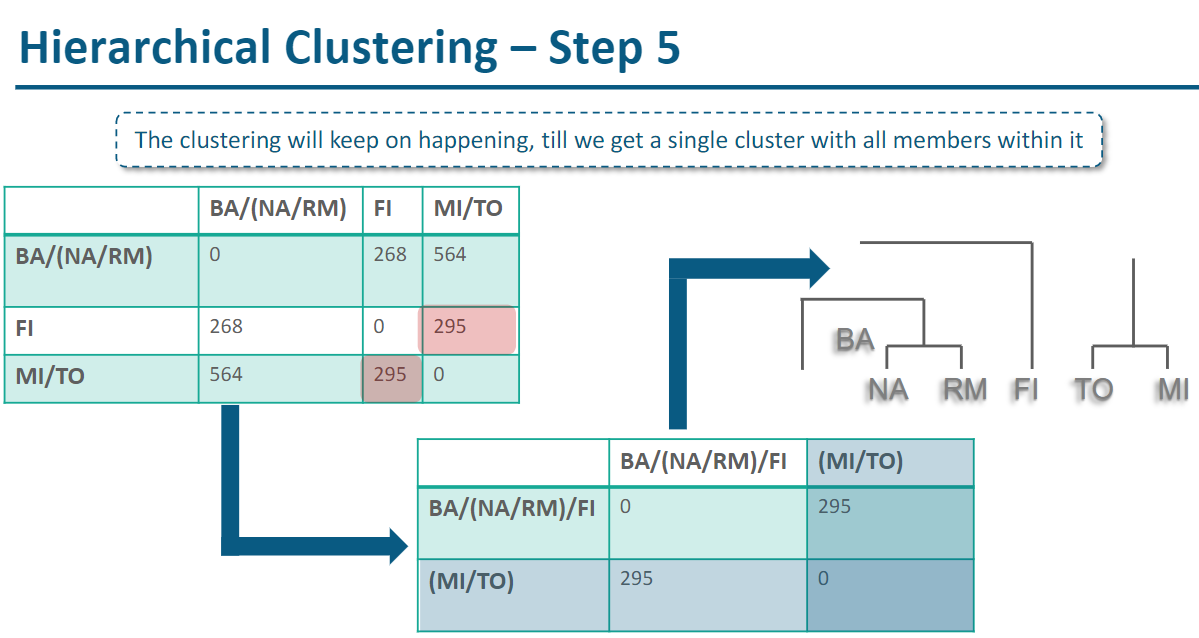 Hierarchical Clustering – Step 5
The clustering will keep on happening, till we get a single cluster with all members within it
BA/(NA/RM) FI MI/TO
BA/(NA/RM) 0 268 564
FI 268 0 295
MI/TO 564 295 0
BA
NA RM FI TO MI
BA/(NA/RM)/FI (MI/TO)
BA/(NA/RM)/FI 0 295
(MI/TO) 295 0